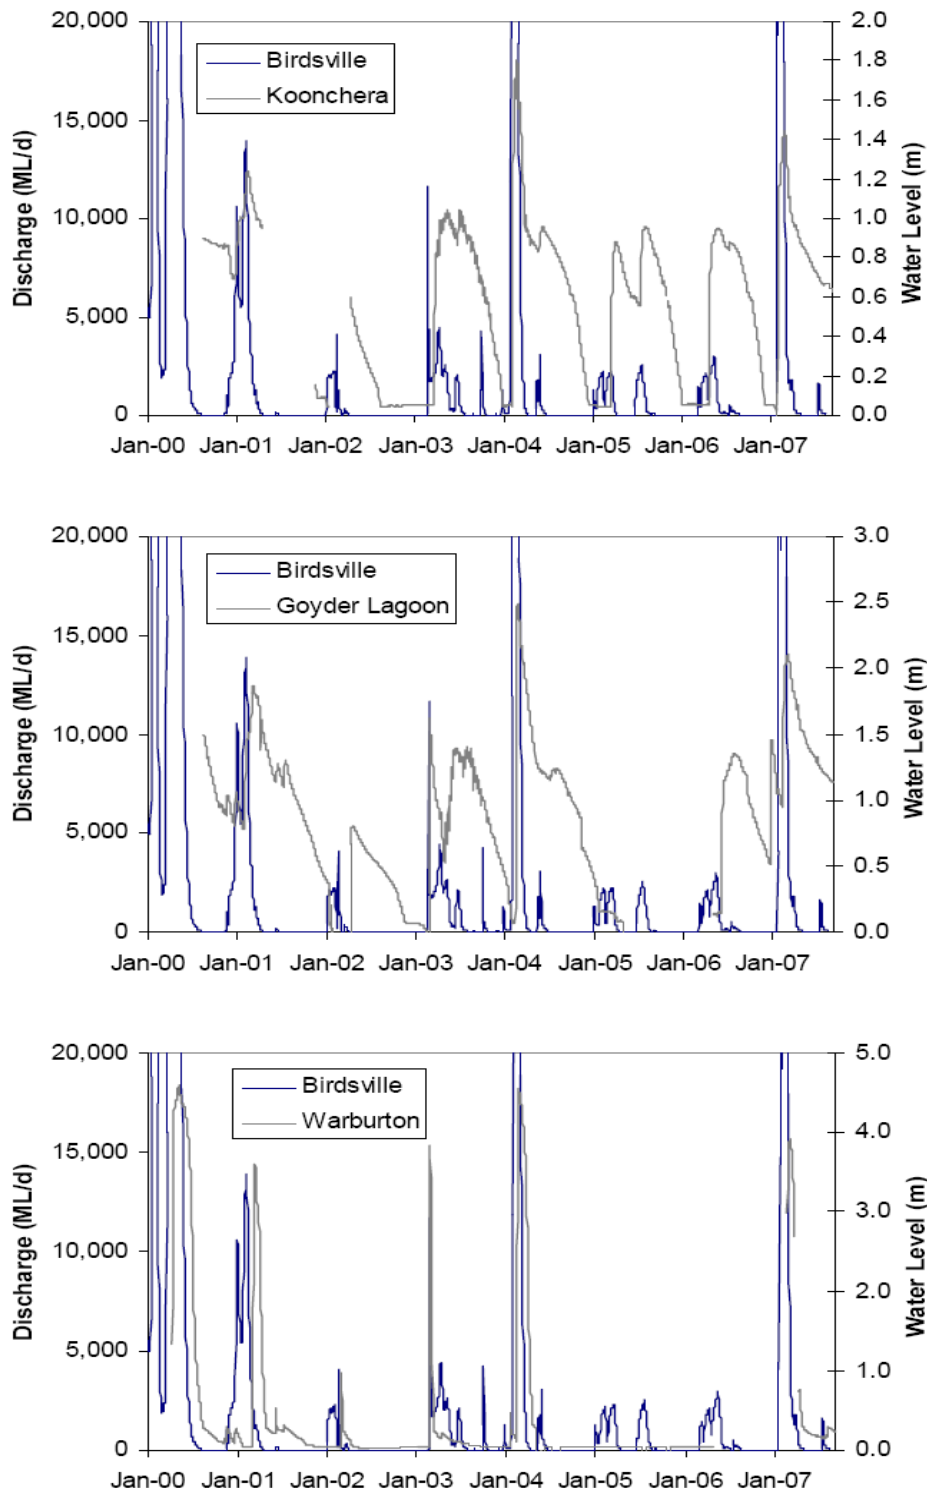 20,000
15,000
10,000
5,000
0
Discharge (ML/d)
Birdsville
Koonchera
2.0
1.8
1.6
1.4
1.2
1.0
0.8
0.6
0.4
0.2
0.0
Water Level (m)
Jan-00 Jan-01 Jan-02 Jan-03 Jan-04 Jan-05 Jan-06 Jan-07
20,000
15,000
10,000
5,000
0
Discharge (ML/d)
Birdsville
Goyder Lagoon
3.0
2.5
2.0
1.5
1.0
0.5
0.0
Water Level (m)
Jan-00 Jan-01 Jan-02 Jan-03 Jan-04 Jan-05 Jan-06 Jan-07
20,000
15,000
10,000
5,000
0
Discharge (ML/d)
Birdsville
Warburton
5.0
4.0
3.0
2.0
1.0
0.0
Water Level (m)
Jan-00 Jan-01 Jan-02 Jan-03 Jan-04 Jan-05 Jan-06 Jan-07